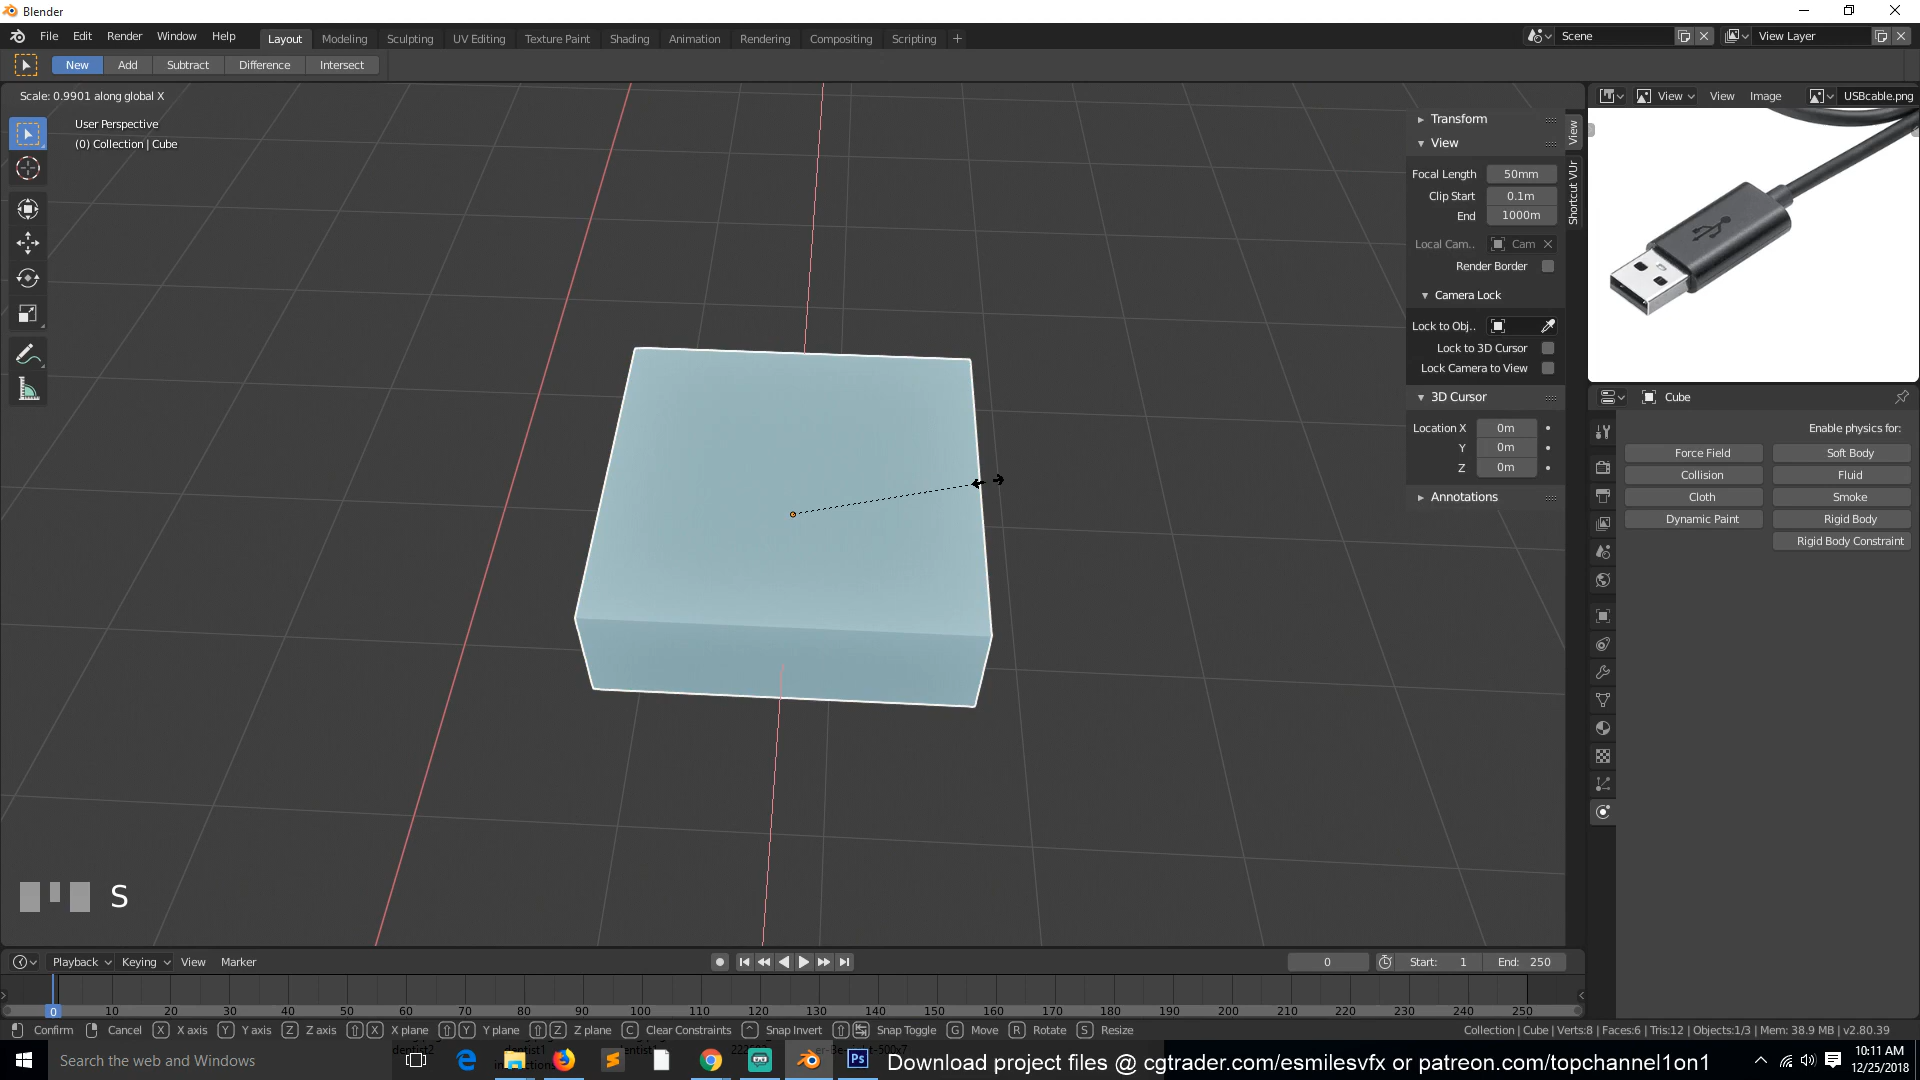 Blender
File Edit Render Window Help Layout Modeling Sculpting UV Editing Texture Paint Shading Animation Rendering Compositing Scripting + Scene View Layer
New Add Subtract Difference Intersect
Scale: 0.9901 along global X
View View Image USBcable.png
User Perspective
(0) Collection | Cube
Transform
View
Focal Length 50mm
Clip Start 0.1m
End 1000m
Local Cam.. Cam
Render Border
Camera Lock
Lock to Obj..
Lock to 3D Cursor
Lock Camera to View
3D Cursor
Location X 0m
Y 0m
Z 0m
Annotations
View
Shortcut VUr
Cube
Enable physics for:
Force Field Soft Body
Collision Fluid
Cloth Smoke
Dynamic Paint Rigid Body
Rigid Body Constraint
S
Playback Keying View Marker 0 Start: 1 End: 250
0 10 20 30 40 50 60 70 80 90 100 110 120 130 140 150 160 170 180 190 200 210 220 230 240 250
Confirm Cancel X X axis Y Y axis Z Z axis X X plane Y Y plane Z Z plane C Clear Constraints Snap Invert Snap Toggle G Move R Rotate S Resize
Collection | Cube | Verts:8 | Faces:6 | Tris:12 | Objects:1/3 | Mem: 38.9 MB | v2.80.39
Search the web and Windows
Ps
Download project files @ cgtrader.com/esmilesvfx or patreon.com/topchannel1on1
10:11 AM
12/25/2018